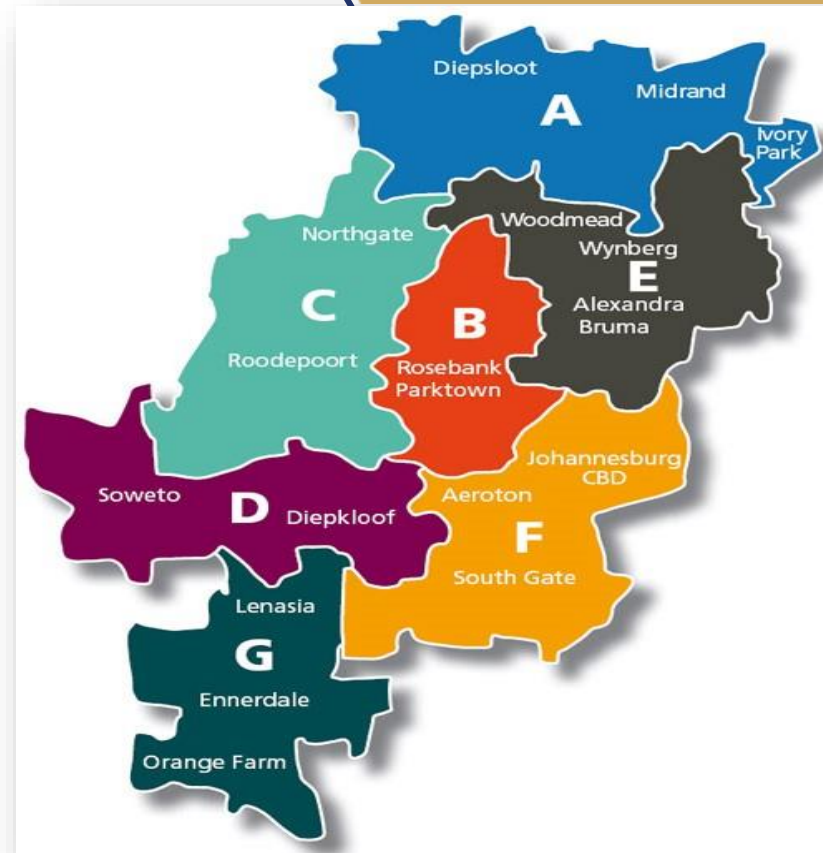 Diepsloot
Midrand
A
Ivory
Park
Northgate
Woodmead
Wynberg
E
C
B
Alexandra
Bruma
Roodepoort
Rosebank
Parktown
Johannesburg
CBD
Soweto
D
Diepkloof
Aeroton
F
South Gate
Lenasia
G
Ennerdale
Orange Farm